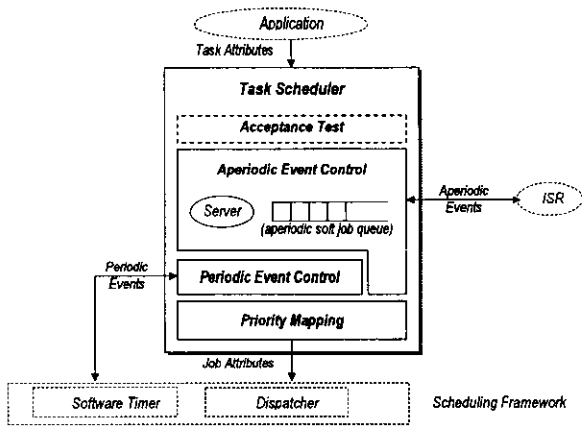 Application
Task Attributes
Task Scheduler
Acceptance Test
Aperiodic Event Control
Server
(aperiodic soft job queue)
Aperiodic
Events
ISR
Periodic
Events
Periodic Event Control
Priority Mapping
Job Attributes
Software Timer
Dispatcher
Scheduling Framework